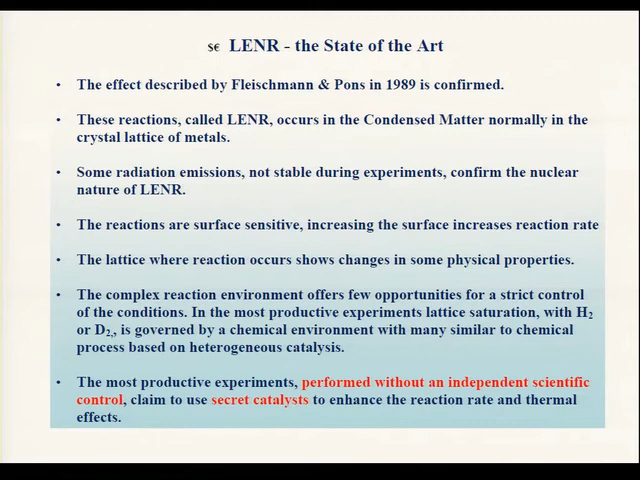 $€ LENR - the State of the Art
• The effect described by Fleischmann & Pons in 1989 is confirmed.
• These reactions, called LENR, occurs in the Condensed Matter normally in the
crystal lattice of metals.
• Some radiation emissions, not stable during experiments, confirm the nuclear
nature of LENR.
• The reactions are surface sensitive, increasing the surface increases reaction rate
• The lattice where reaction occurs shows changes in some physical properties.
• The complex reaction environment offers few opportunities for a strict control
of the conditions. In the most productive experiments lattice saturation, with H₂
or D₂, is governed by a chemical environment with many similar to chemical
process based on heterogeneous catalysis.
• The most productive experiments, performed without an independent scientific
control, claim to use secret catalysts to enhance the reaction rate and thermal
effects.